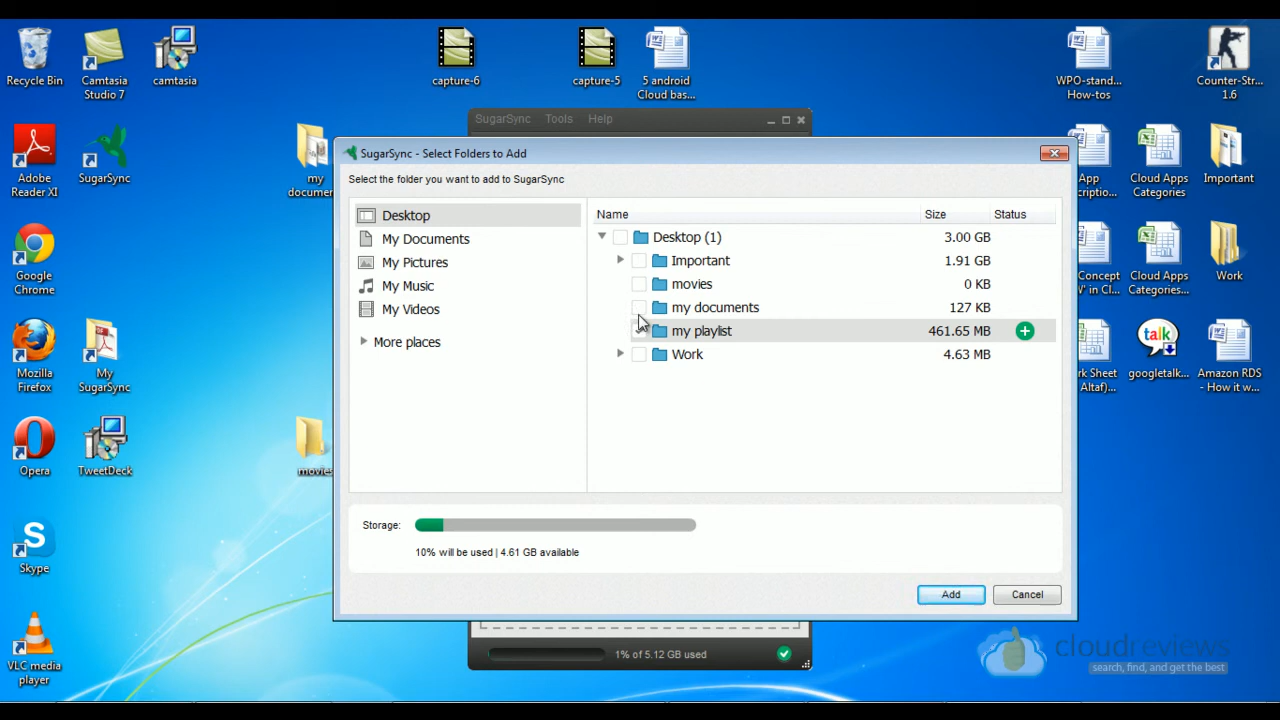 Recycle Bin
Camtasia Studio 7
camtasia
capture-6
capture-5
5 android Cloud bas...
WPO-stand... How-tos
Counter-Str... 1.6
SugarSync Tools Help
SugarSync - Select Folders to Add
Select the folder you want to add to SugarSync
Desktop
My Documents
My Pictures
My Music
My Videos
More places
Name Size Status
Desktop (1) 3.00 GB
Important 1.91 GB
movies 0 KB
my documents 127 KB
my playlist 461.65 MB
Work 4.63 MB
Storage:
10% will be used | 4.61 GB available
Add
Cancel
Adobe Reader XI
SugarSync
my documen
App
Cloud Apps Categories
Important
Google Chrome
Cloud Apps Categories
Work
Mozilla Firefox
My SugarSync
Altaf)...
googletalk...
Amazon RDS - How it w...
Opera
TweetDeck
movies
Skype
VLC media player
1% of 5.12 GB used
cloudreviews
search, find, and get the best
talk